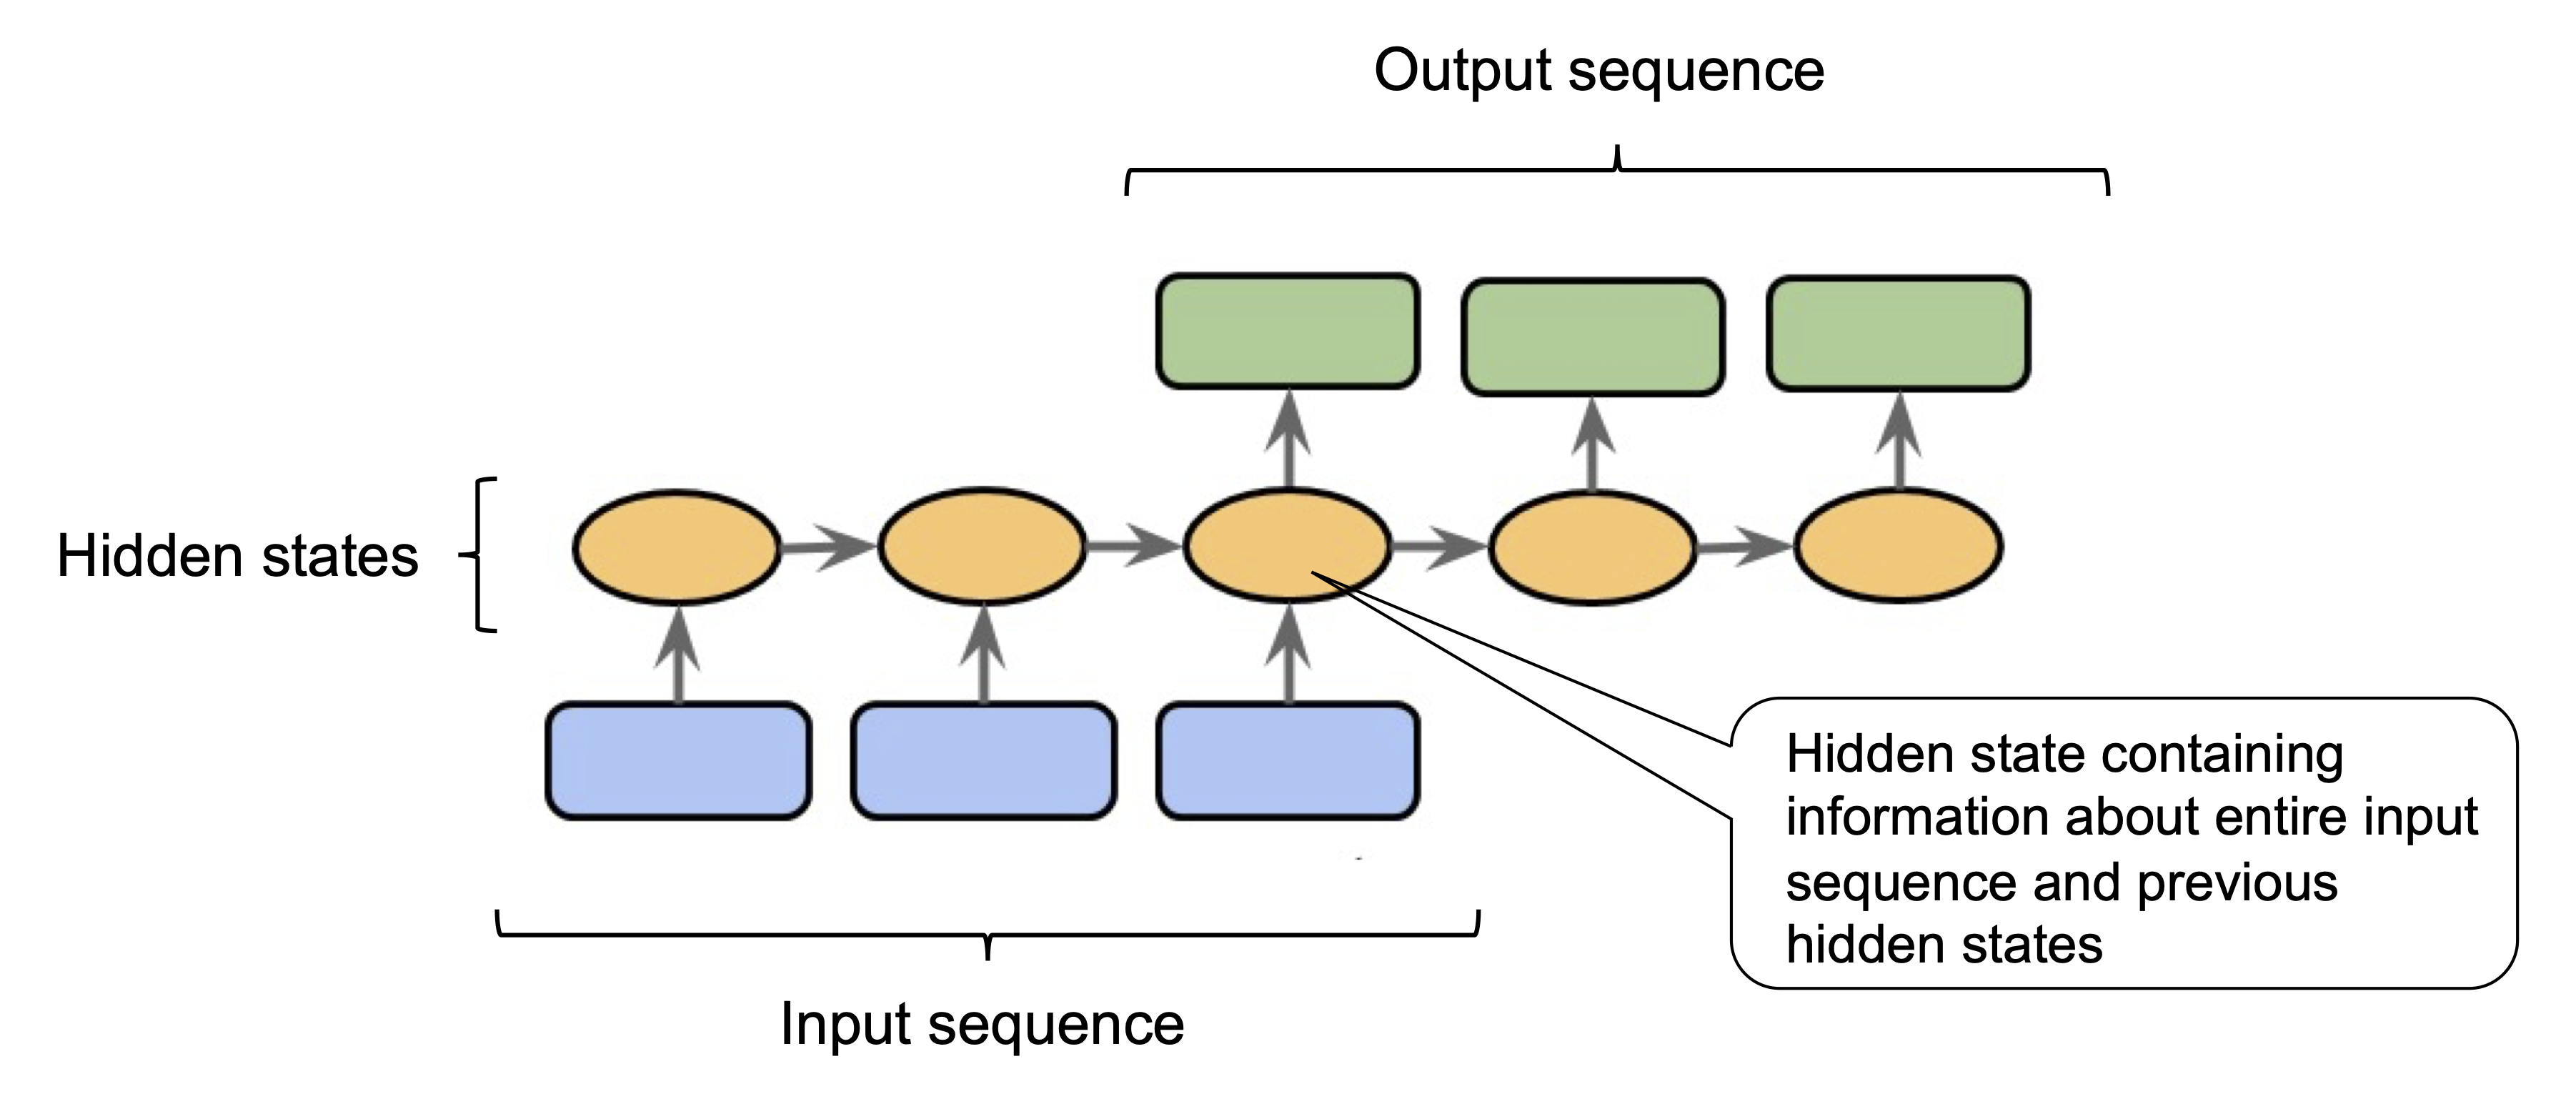 Output sequence
Hidden states
Hidden state containing
information about entire input
sequence and previous
hidden states
Input sequence